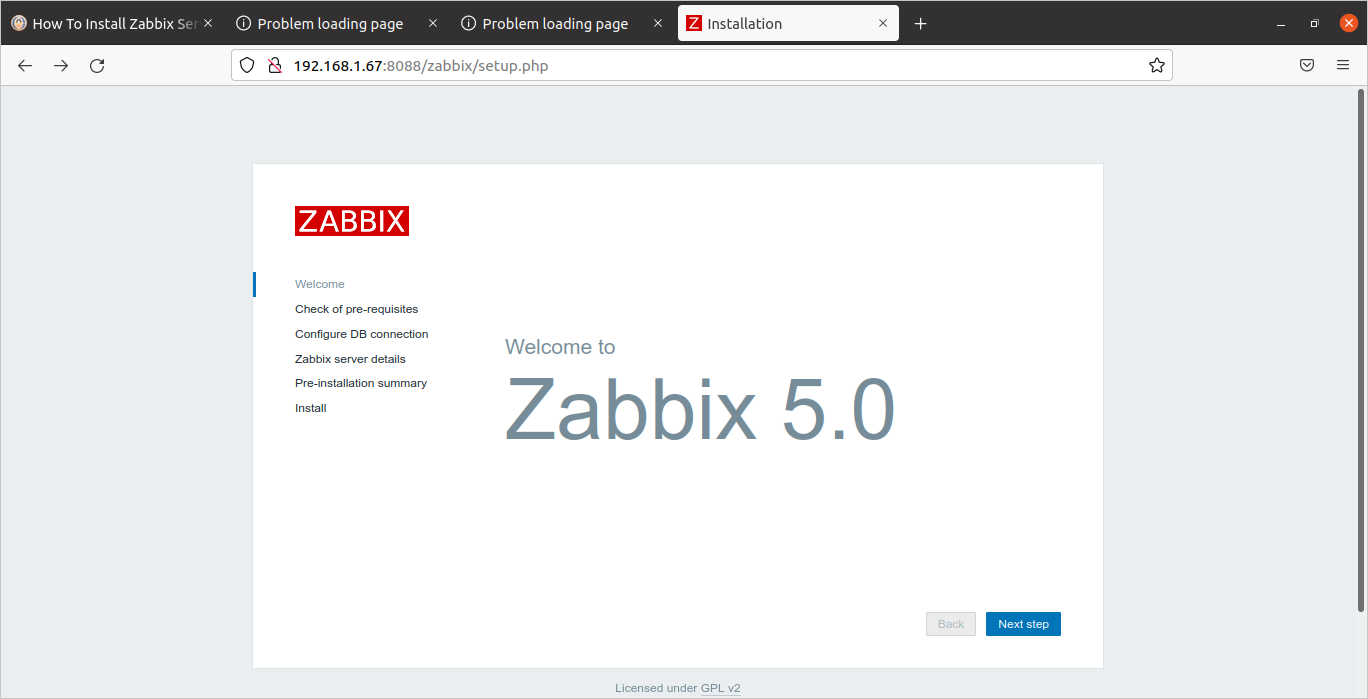 How To Install Zabbix Ser
Problem loading page
Problem loading page
Z Installation
192.168.1.67:8088/zabbix/setup.php
ZABBIX
Welcome
Check of pre-requisites
Configure DB connection
Zabbix server details
Pre-installation summary
Install
Welcome to
Zabbix 5.0
Back
Next step
Licensed under GPL v2